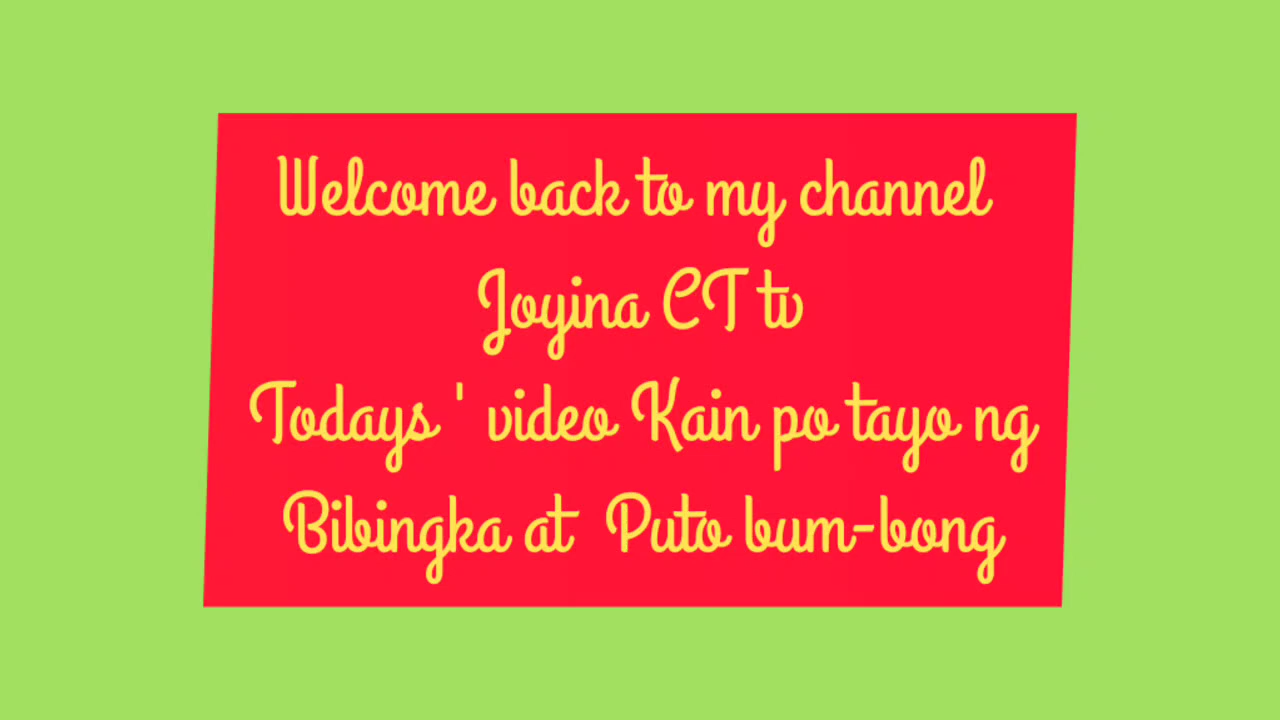 Welcome back to my channel
Joyina CT tv
Todays ' video Kain po tayo ng
Bibingka at Puto bum-bong